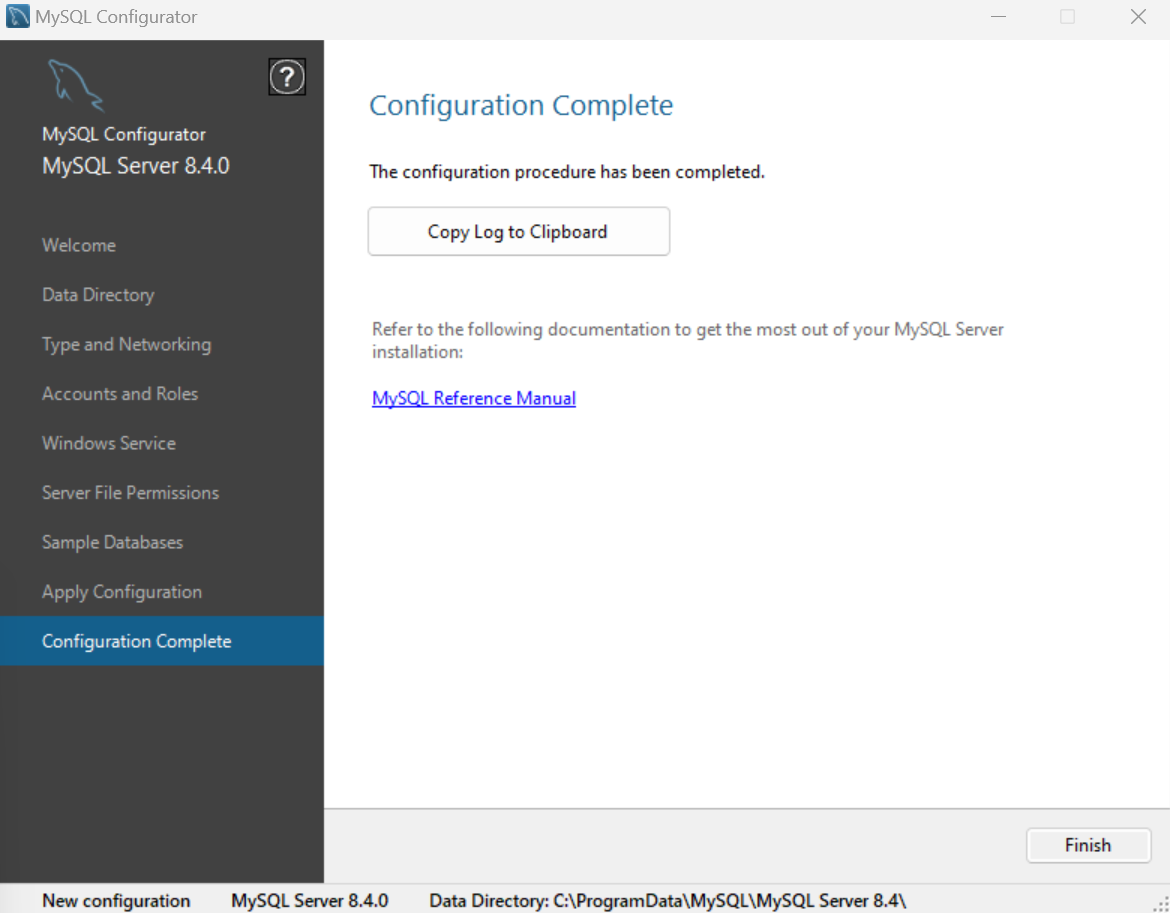 MySQL Configurator
?
MySQL Configurator
MySQL Server 8.4.0
Welcome
Data Directory
Type and Networking
Accounts and Roles
Windows Service
Server File Permissions
Sample Databases
Apply Configuration
Configuration Complete
Configuration Complete
The configuration procedure has been completed.
Copy Log to Clipboard
Refer to the following documentation to get the most out of your MySQL Server
installation:
MySQL Reference Manual
Finish
New configuration MySQL Server 8.4.0 Data Directory: C:\ProgramData\MySQL\MySQL Server 8.4\